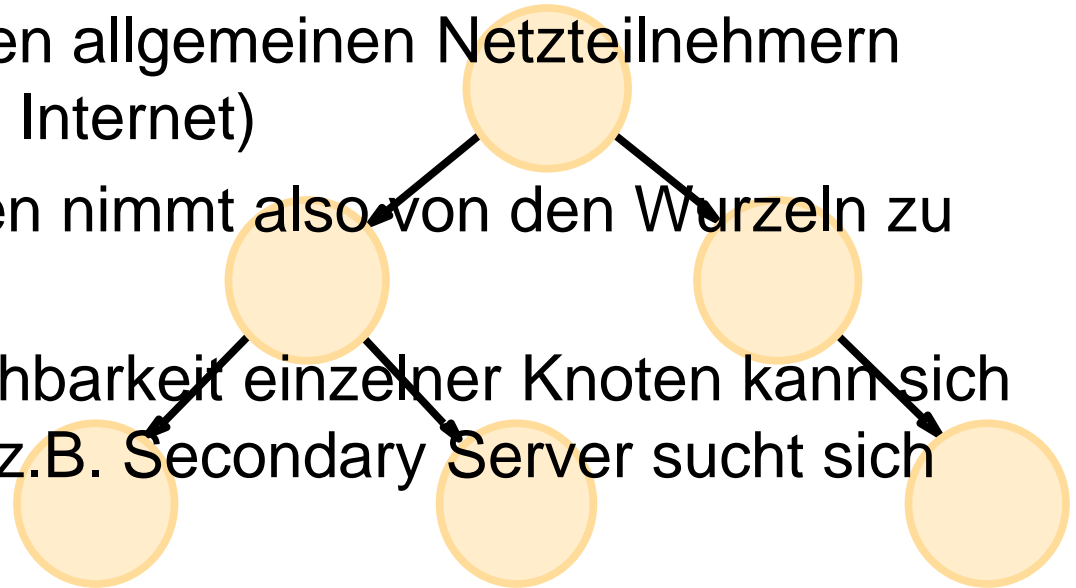 en allgemeinen Netzteilnehmern
Internet)
en nimmt also von den Wurzeln zu
hbarkeit einzelner Knoten kann sich
z.B. Secondary Server sucht sich